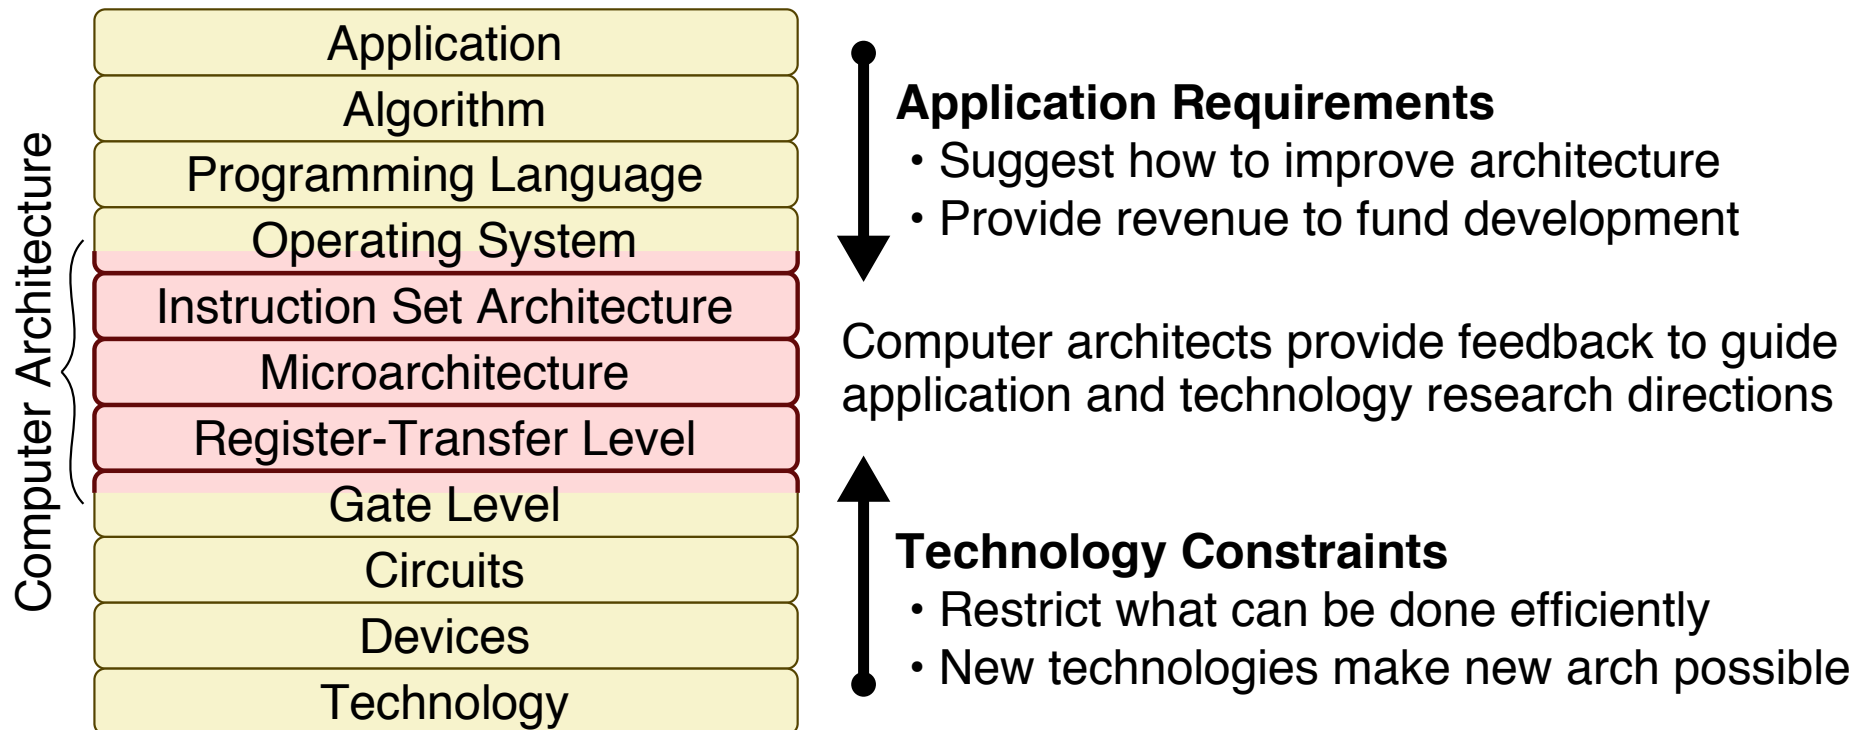 Computer Architecture
Application
Algorithm
Programming Language
Operating System
Instruction Set Architecture
Microarchitecture
Register-Transfer Level
Gate Level
Circuits
Devices
Technology
Application Requirements
• Suggest how to improve architecture
• Provide revenue to fund development
Computer architects provide feedback to guide
application and technology research directions
Technology Constraints
• Restrict what can be done efficiently
• New technologies make new arch possible